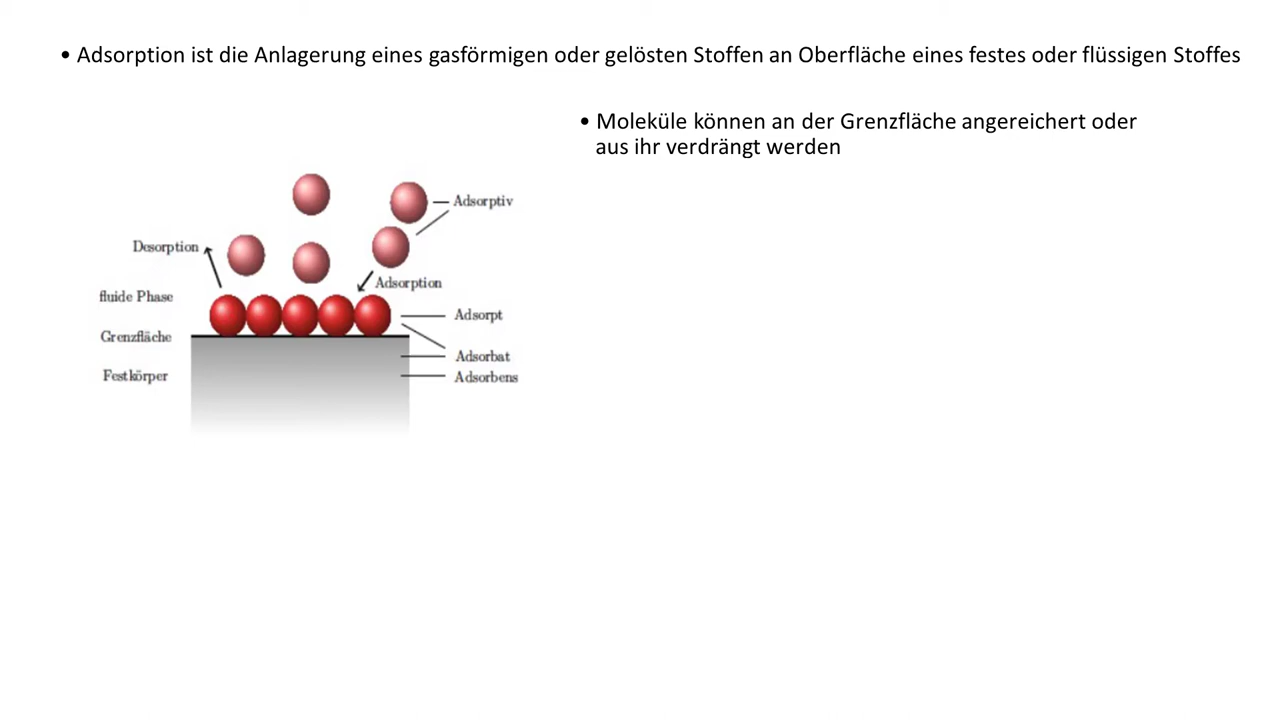 • Adsorption ist die Anlagerung eines gasförmigen oder gelösten Stoffen an Oberfläche eines festes oder flüssigen Stoffes
• Moleküle können an der Grenzfläche angereichert oder
aus ihr verdrängt werden
Adsorptiv
Desorption
Adsorption
fluide Phase
Adsorpt
Grenzfläche
Adsorbat
Festkörper
Adsorbens